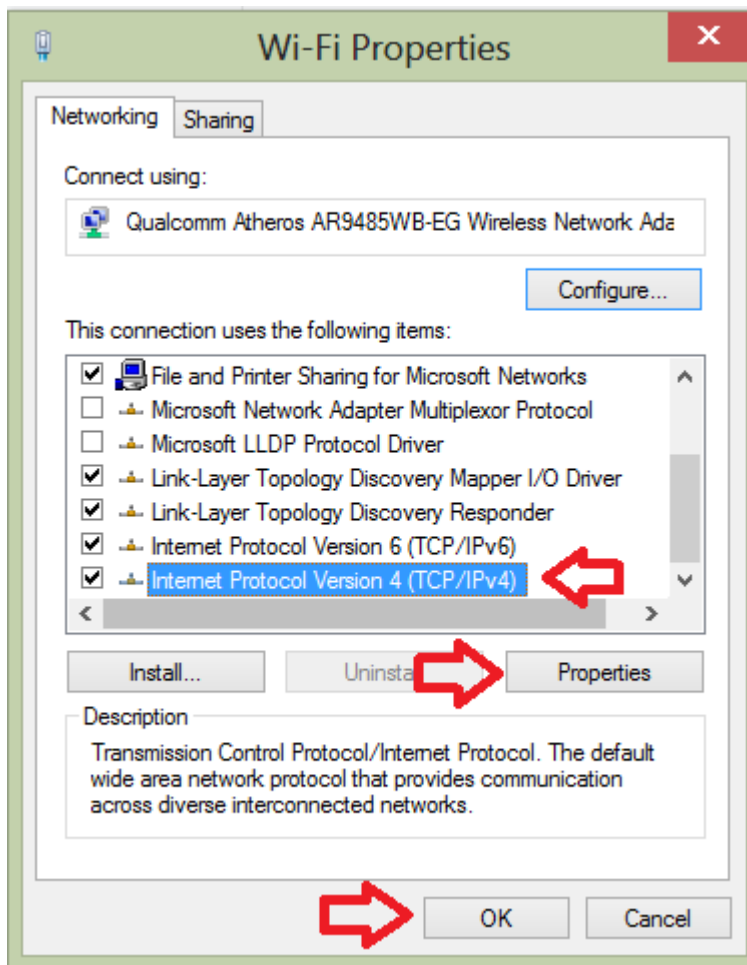 Wi-Fi Properties
Networking
Sharing
Connect using:
Qualcomm Atheros AR9485WB-EG Wireless Network Ada
Configure...
This connection uses the following items:
File and Printer Sharing for Microsoft Networks
Microsoft Network Adapter Multiplexor Protocol
Microsoft LLDP Protocol Driver
Link-Layer Topology Discovery Mapper I/O Driver
Link-Layer Topology Discovery Responder
Internet Protocol Version 6 (TCP/IPv6)
Internet Protocol Version 4 (TCP/IPv4)
Install...
Uninsta
Properties
Description
Transmission Control Protocol/Internet Protocol. The default
wide area network protocol that provides communication
across diverse interconnected networks.
OK
Cancel